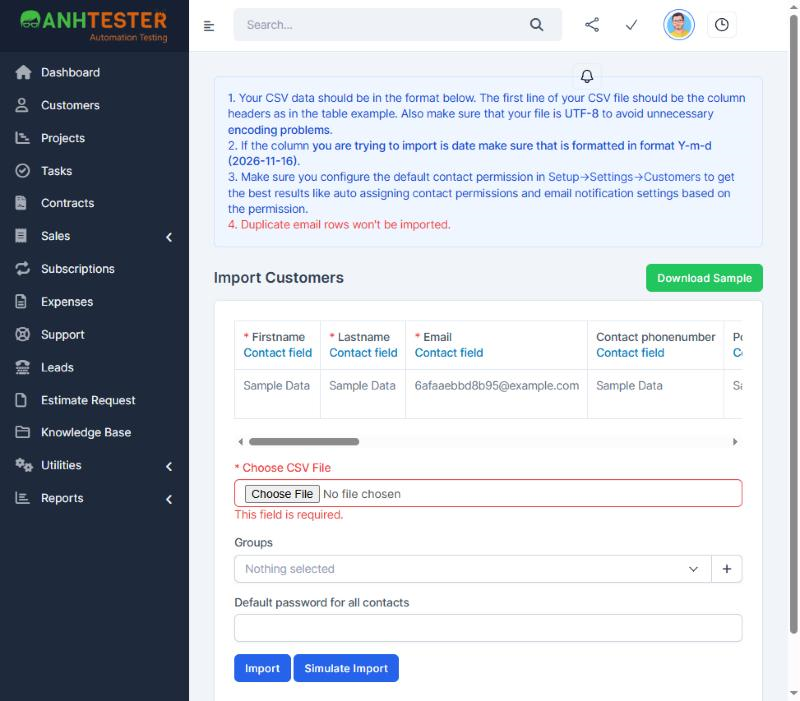 ANHTESTER
Automation Testing
Search...
Dashboard
Customers
Projects
Tasks
Contracts
Sales
Subscriptions
Expenses
Support
Leads
Estimate Request
Knowledge Base
Utilities
Reports
1. Your CSV data should be in the format below. The first line of your CSV file should be the column
headers as in the table example. Also make sure that your file is UTF-8 to avoid unnecessary
encoding problems.
2. If the column you are trying to import is date make sure that is formatted in format Y-m-d
(2026-11-16).
3. Make sure you configure the default contact permission in Setup→Settings→Customers to get
the best results like auto assigning contact permissions and email notification settings based on
the permission.
4. Duplicate email rows won't be imported.
Import Customers
Download Sample
* Firstname * Lastname * Email Contact phonenumber
Contact field Contact field Contact field Contact field
Sample Data Sample Data 6afaaebbd8b95@example.com Sample Data
* Choose CSV File
Choose File No file chosen
This field is required.
Groups
Nothing selected
+
Default password for all contacts
Import Simulate Import